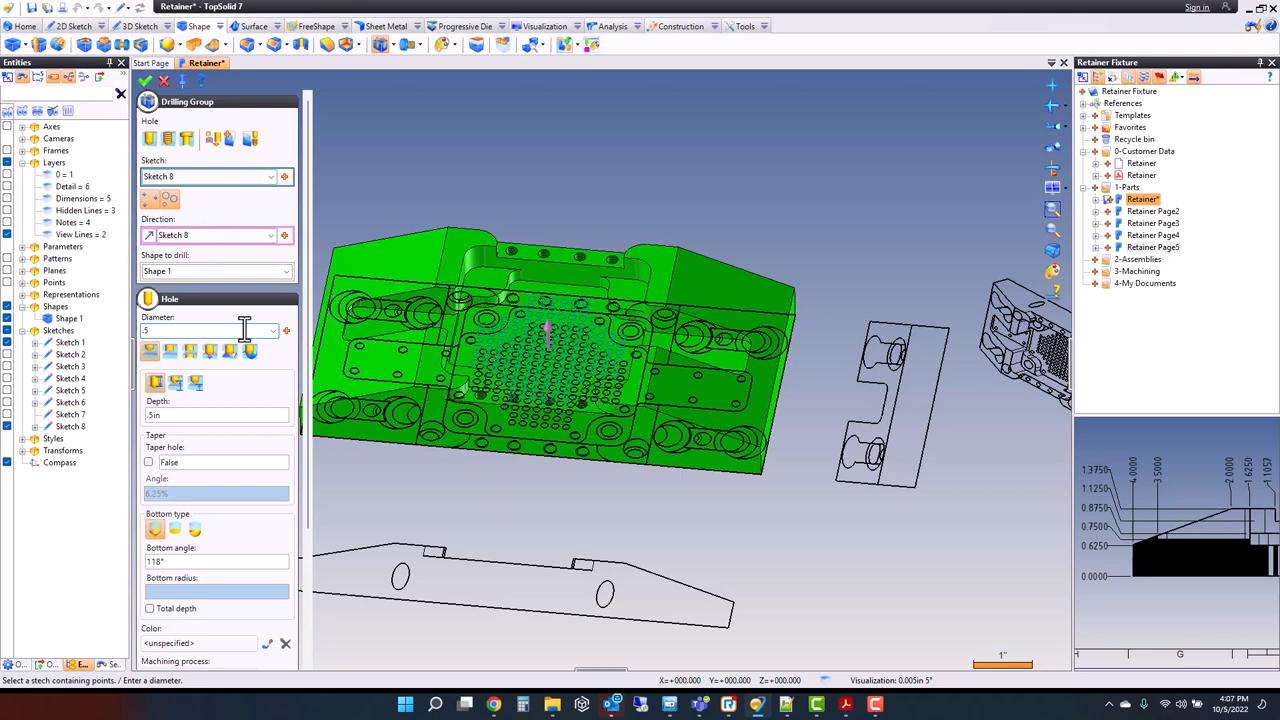 Retainer* - TopSolid 7
Sign in
Home
2D Sketch
3D Sketch
Shape
Surface
FreeShape
Sheet Metal
Progressive Die
Visualization
Analysis
Construction
Tools
Entities
Start Page
Retainer*
Retainer Fixture
Axes
Cameras
Frames
Layers
0 = 1
Detail = 6
Dimensions = 5
Hidden Lines = 3
Notes = 4
View Lines = 2
Parameters
Patterns
Planes
Points
Representations
Shapes
Shape 1
Sketches
Sketch 1
Sketch 2
Sketch 3
Sketch 4
Sketch 5
Sketch 6
Sketch 7
Sketch 8
Styles
Transforms
Compass
O...
O...
E...
Se...
Drilling Group
Hole
Sketch:
Sketch 8
Direction:
Sketch 8
Shape to drill:
Shape 1
Hole
Diameter:
.5
Depth:
.5in
Taper
Taper hole:
False
Angle:
6.25%
Bottom type
Bottom angle:
118°
Bottom radius:
Total depth
Color:
<unspecified>
Machining process:
1"
Retainer Fixture
References
Templates
Favorites
Recycle bin
0-Customer Data
Retainer
Retainer
1-Parts
Retainer*
Retainer Page2
Retainer Page3
Retainer Page4
Retainer Page5
2-Assemblies
3-Machining
4-My Documents
4.0000
3.5000
2.0000
1.6250
1.1057
1.3750
1.1250
0.8750
0.7500
0.6250
0.0000
H
G
Select a stech containing points. / Enter a diameter.
X=+000.000
Y=+000.000
Z=+000.000
Visualization: 0.005in 5°
4:07 PM
10/5/2022